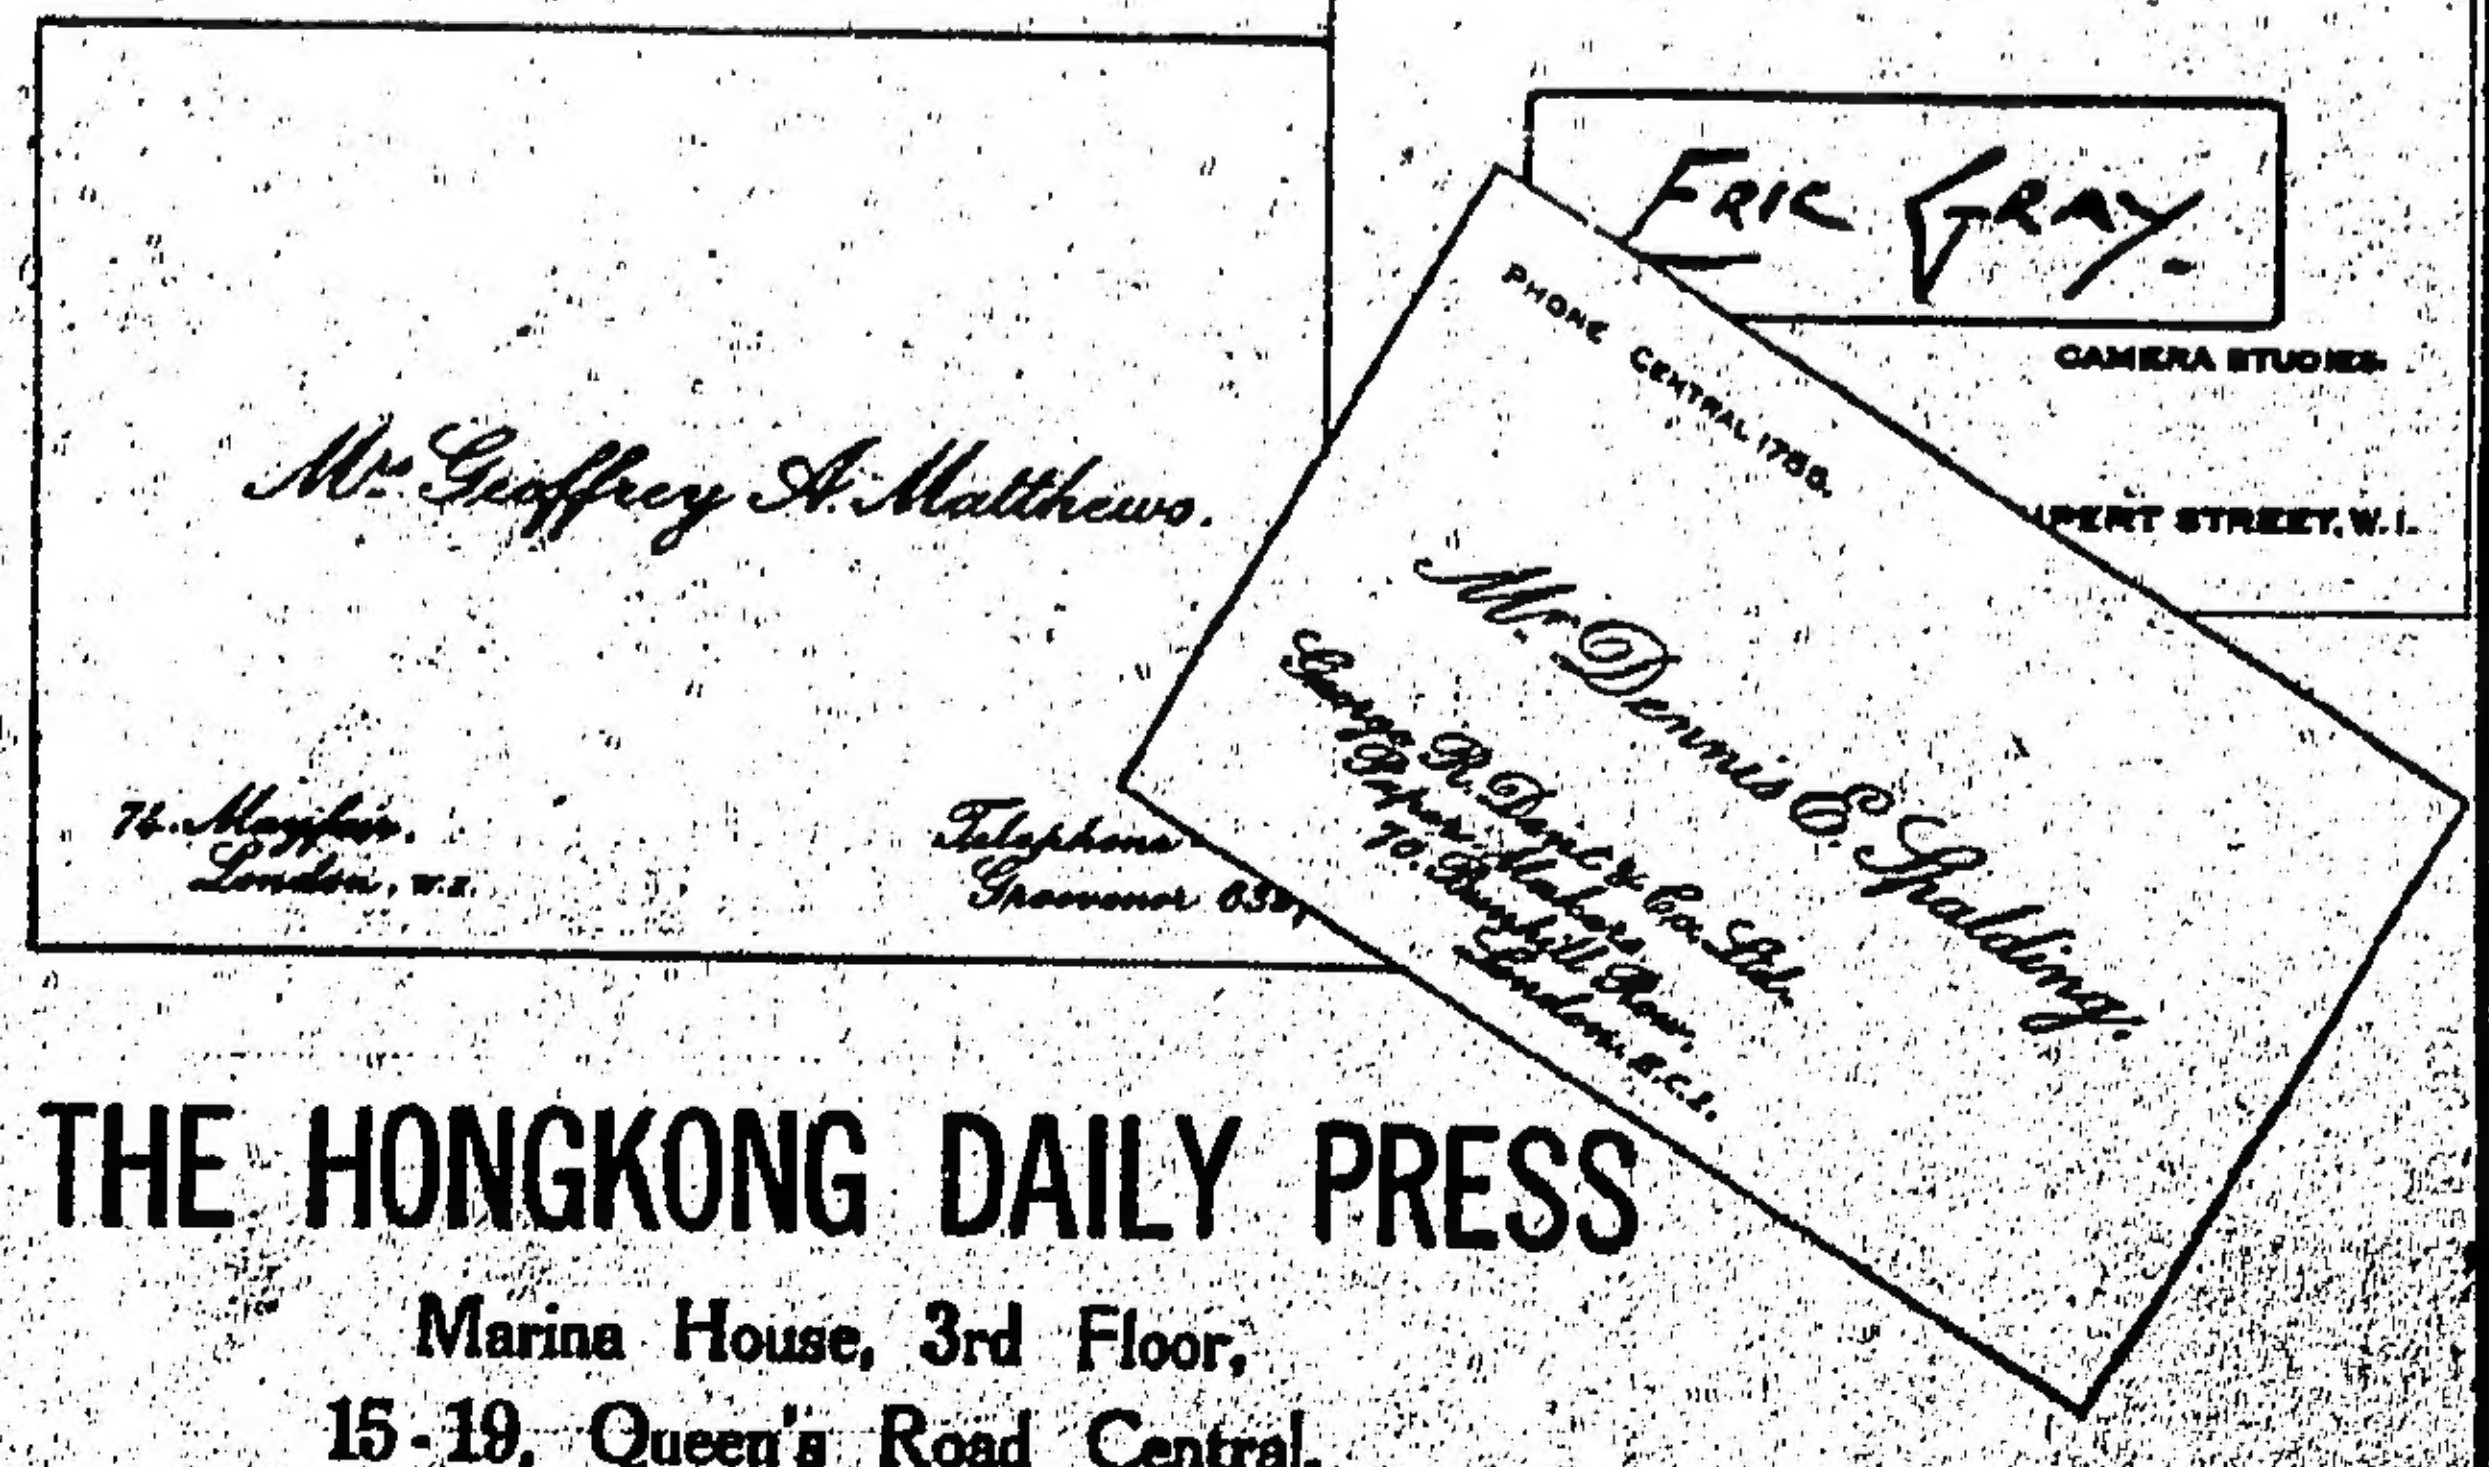 Mrs Geoffrey A. Matthews.
74. Mayfair.
London, W.1.
Telephone
Grosvenor
ERIC GRAY
CAMERA STUDIES
STREET, W.1.
PHONE CENTRAL
Mr Dennis E. Spalding.
George R. Dent & Co. Ltd.
Paper Makers
70. Bunhill Row,
London. E.C.1.
THE HONGKONG DAILY PRESS
Marina House, 3rd Floor,
15-19, Queen's Road Central,